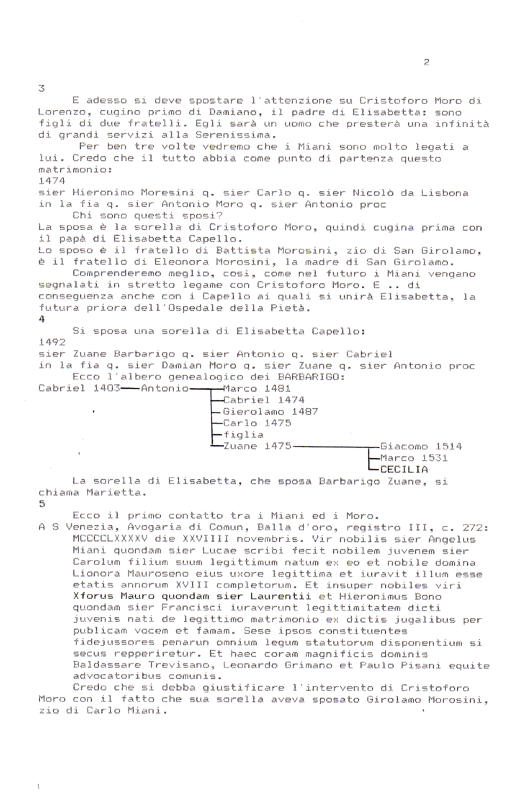 2
3
E adesso si deve spostare l'attenzione su Cristoforo Moro di
Lorenzo, cugino primo di Damiano, il padre di Elisabetta: sono
figli di due fratelli. Egli sarà un uomo che presterà una infinità
di grandi servizi alla Serenissima.
Per ben tre volte vedremo che i Miani sono molto legati a
lui. Credo che il tutto abbia come punto di partenza questo
matrimonio:
1474
sier Hieronimo Moresini q. sier Carlo q. sier Nicolò da Lisbona
in la fia q. sier Antonio Moro q. sier Antonio proc
Chi sono questi sposi?
La sposa è la sorella di Cristoforo Moro, quindi cugina prima con
il papà di Elisabetta Capello.
Lo sposo è il fratello di Battista Morosini, zio di San Girolamo,
è il fratello di Eleonora Morosini, la madre di San Girolamo.
Comprenderemo meglio, così, come nel futuro i Miani vengano
segnalati in stretto legame con Cristoforo Moro. E .. di
conseguenza anche con i Capello ai quali si unirà Elisabetta, la
futura priora dell'Ospedale della Pietà.
4
Si sposa una sorella di Elisabetta Capello:
1492
sier Zuane Barbarigo q. sier Antonio q. sier Cabriel
in la fia q. sier Damian Moro q. sier Zuane q. sier Antonio proc
Ecco l'albero genealogico dei BARBARIGO:
Cabriel 1403 Antonio Marco 1481
Cabriel 1474
Gierolamo 1487
Carlo 1475
figlia
Zuane 1475 Giacomo 1514
Marco 1531
CECILIA
La sorella di Elisabetta, che sposa Barbarigo Zuane, si
chiama Marietta.
5
Ecco il primo contatto tra i Miani ed i Moro.
A S Venezia, Avogaria di Comun, Balla d'oro, registro III, c. 272:
MCCCCLXXXXV die XXVIIII novembris. Vir nobilis sier Angelus
Miani quondam sier Lucae scribi fecit nobilem juvenem sier
Carolum filium suum legittimum natum ex eo et nobile domina
Lionora Mauroseno eius uxore legittima et iuravit illum esse
etatis annorum XVIII completorum. Et insuper nobiles viri
Xforus Mauro quondam sier Laurentii et Hieronimus Bono
quondam sier Francisci iuraverunt legittimitatem dicti
juvenis nati de legittimo matrimonio ex dictis jugalibus per
publicam vocem et famam. Sese ipsos constituentes
fidejussores penarun omnium legum statutorum disponentium si
secus repperiretur. Et haec coram magnificis dominis
Baldassare Trevisano, Leonardo Grimano et Paulo Pisani equite
advocatoribus comunis.
Credo che si debba giustificare l'intervento di Cristoforo
Moro con il fatto che sua sorella aveva sposato Girolamo Morosini,
zio di Carlo Miani.